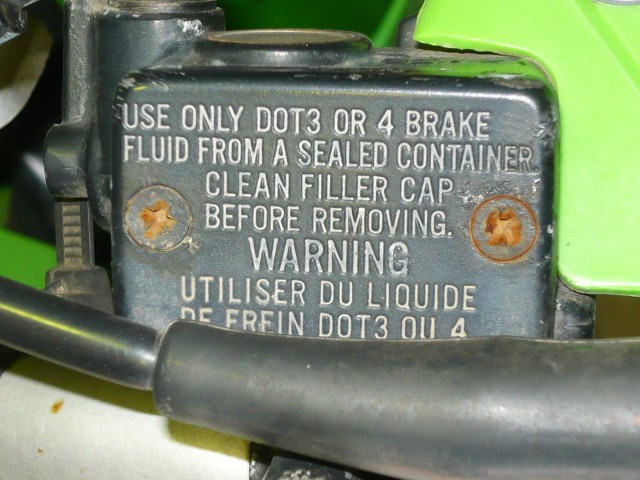 USE ONLY DOT3 OR 4 BRAKE
FLUID FROM A SEALED CONTAINER.
CLEAN FILLER CAP
BEFORE REMOVING.
WARNING
UTILISER DU LIQUIDE
DE FREIN DOT3 OU 4